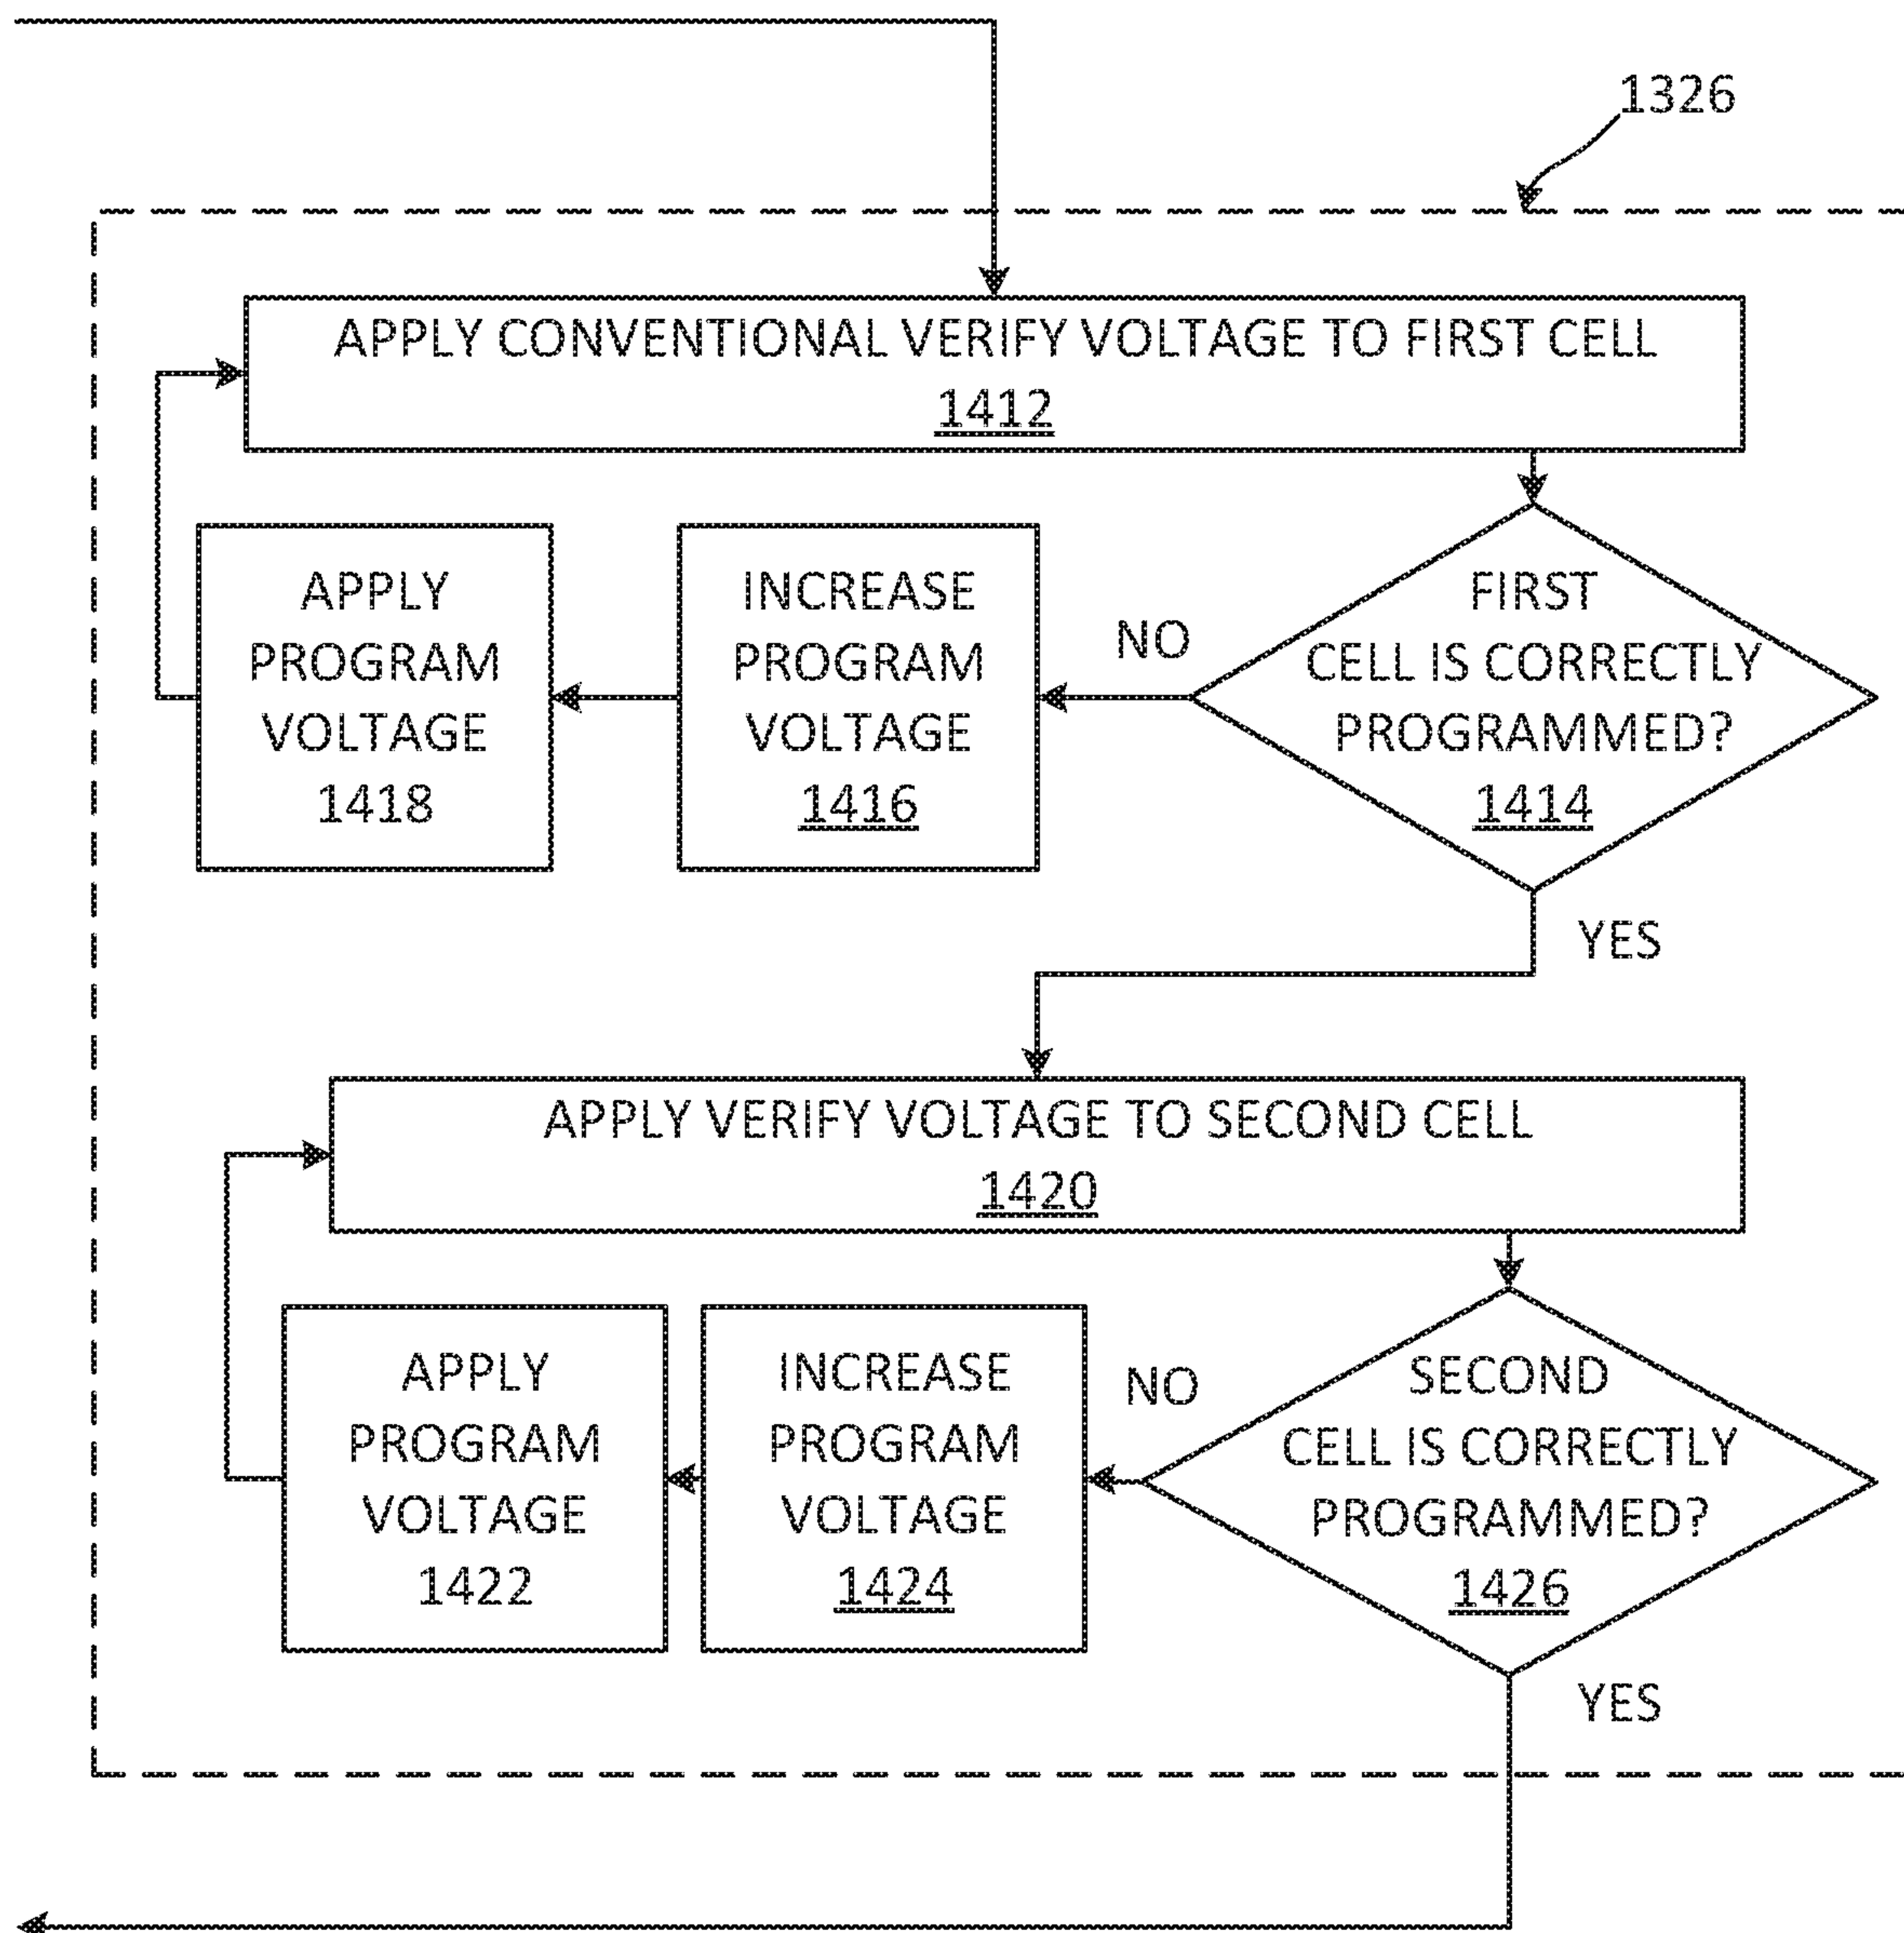 1326
APPLY CONVENTIONAL VERIFY VOLTAGE TO FIRST CELL
1412
APPLY
PROGRAM
VOLTAGE
1418
INCREASE
PROGRAM
VOLTAGE
1416
NO
FIRST
CELL IS CORRECTLY
PROGRAMMED?
1414
YES
APPLY VERIFY VOLTAGE TO SECOND CELL
1420
APPLY
PROGRAM
VOLTAGE
1422
INCREASE
PROGRAM
VOLTAGE
1424
NO
SECOND
CELL IS CORRECTLY
PROGRAMMED?
1426
YES